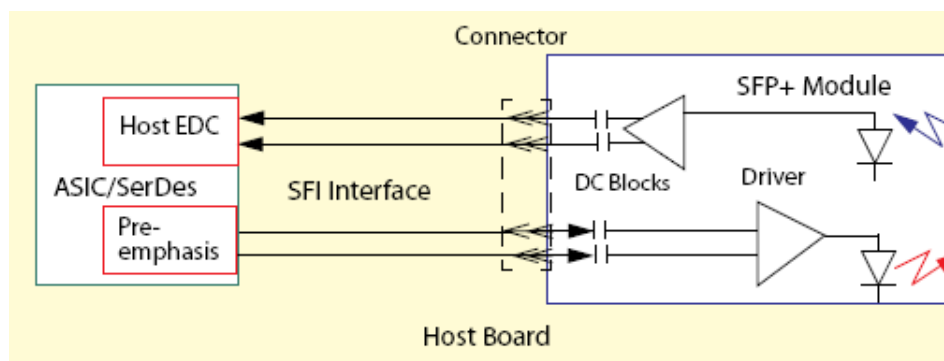 Connector
SFP+ Module
Host EDC
DC Blocks
Driver
ASIC/SerDes
SFI Interface
Pre-
emphasis
Host Board